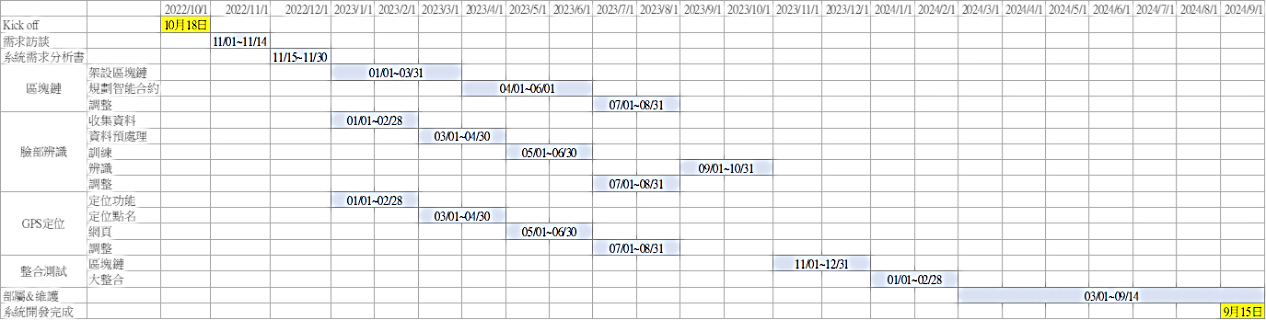 2022/10/1 2022/11/1 2022/12/1 2023/1/1 2023/2/1 2023/3/1 2023/4/1 2023/5/1 2023/6/1 2023/7/1 2023/8/1 2023/9/1 2023/10/1 2023/11/1 2023/12/1 2024/1/1 2024/2/1 2024/3/1 2024/4/1 2024/5/1 2024/6/1 2024/7/1 2024/8/1 2024/9/1
Kick off 10月18日
需求訪談 11/01~11/14
系統需求分析書 11/15~11/30
區塊鏈 架設區塊鏈 01/01~03/31
規劃智能合約 04/01~06/01
調整 07/01~08/31
臉部辨識 收集資料 01/01~02/28
資料預處理 03/01~04/30
訓練 05/01~06/30
辨識 09/01~10/31
調整 07/01~08/31
GPS定位 定位功能 01/01~02/28
定位點名 03/01~04/30
網頁 05/01~06/30
調整 07/01~08/31
整合測試 區塊鏈 11/01~12/31
大整合 01/01~02/28
部屬&維護 03/01~09/14
系統開發完成 9月15日